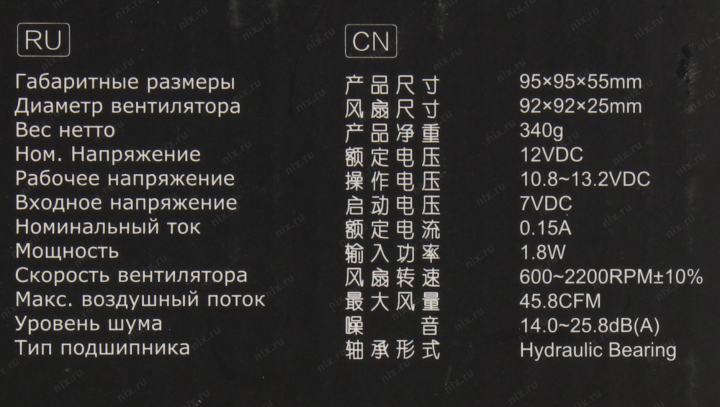 RU CN
Габаритные размеры 产品尺寸 95×95×55mm
Диаметр вентилятора 风扇尺寸 92×92×25mm
Вес нетто 产品净重 340g
Ном. Напряжение 额定电压 12VDC
Рабочее напряжение 操作电压 10.8~13.2VDC
Входное напряжение 启动电压 7VDC
Номинальный ток 额定电流 0.15A
Мощность 输入功率 1.8W
Скорость вентилятора 风扇转速 600~2200RPM±10%
Макс. воздушный поток 最大风量 45.8CFM
Уровень шума 噪音 14.0~25.8dB(A)
Тип подшипника 轴承形式 Hydraulic Bearing